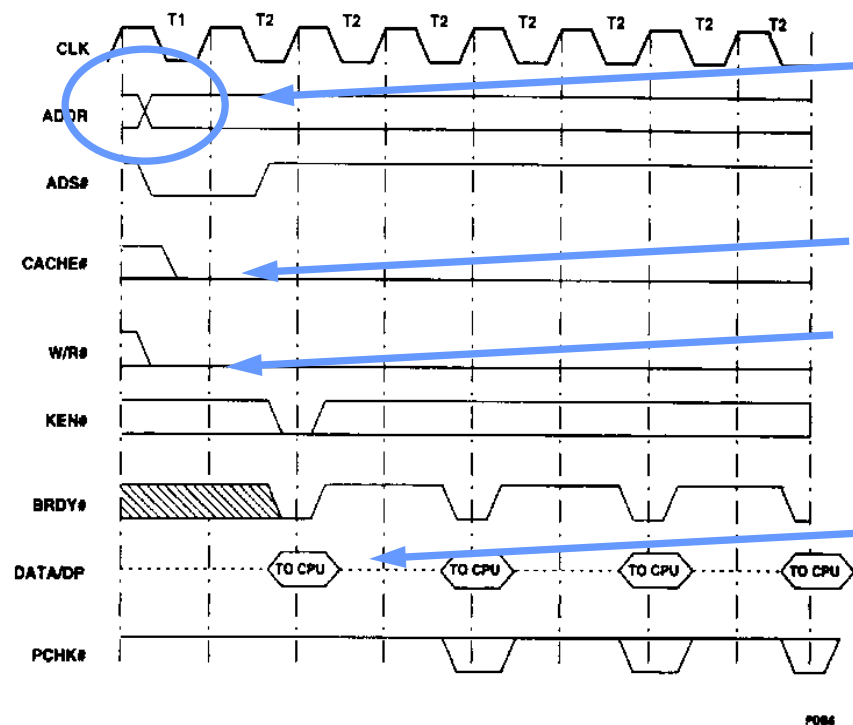 T1 T2 T2 T2 T2 T2 T2 T2
CLK
ADDR
ADS#
CACHE#
W/R#
KEN#
BRDY#
DATA/DP TO CPU TO CPU TO CPU TO CPU
PCHK#